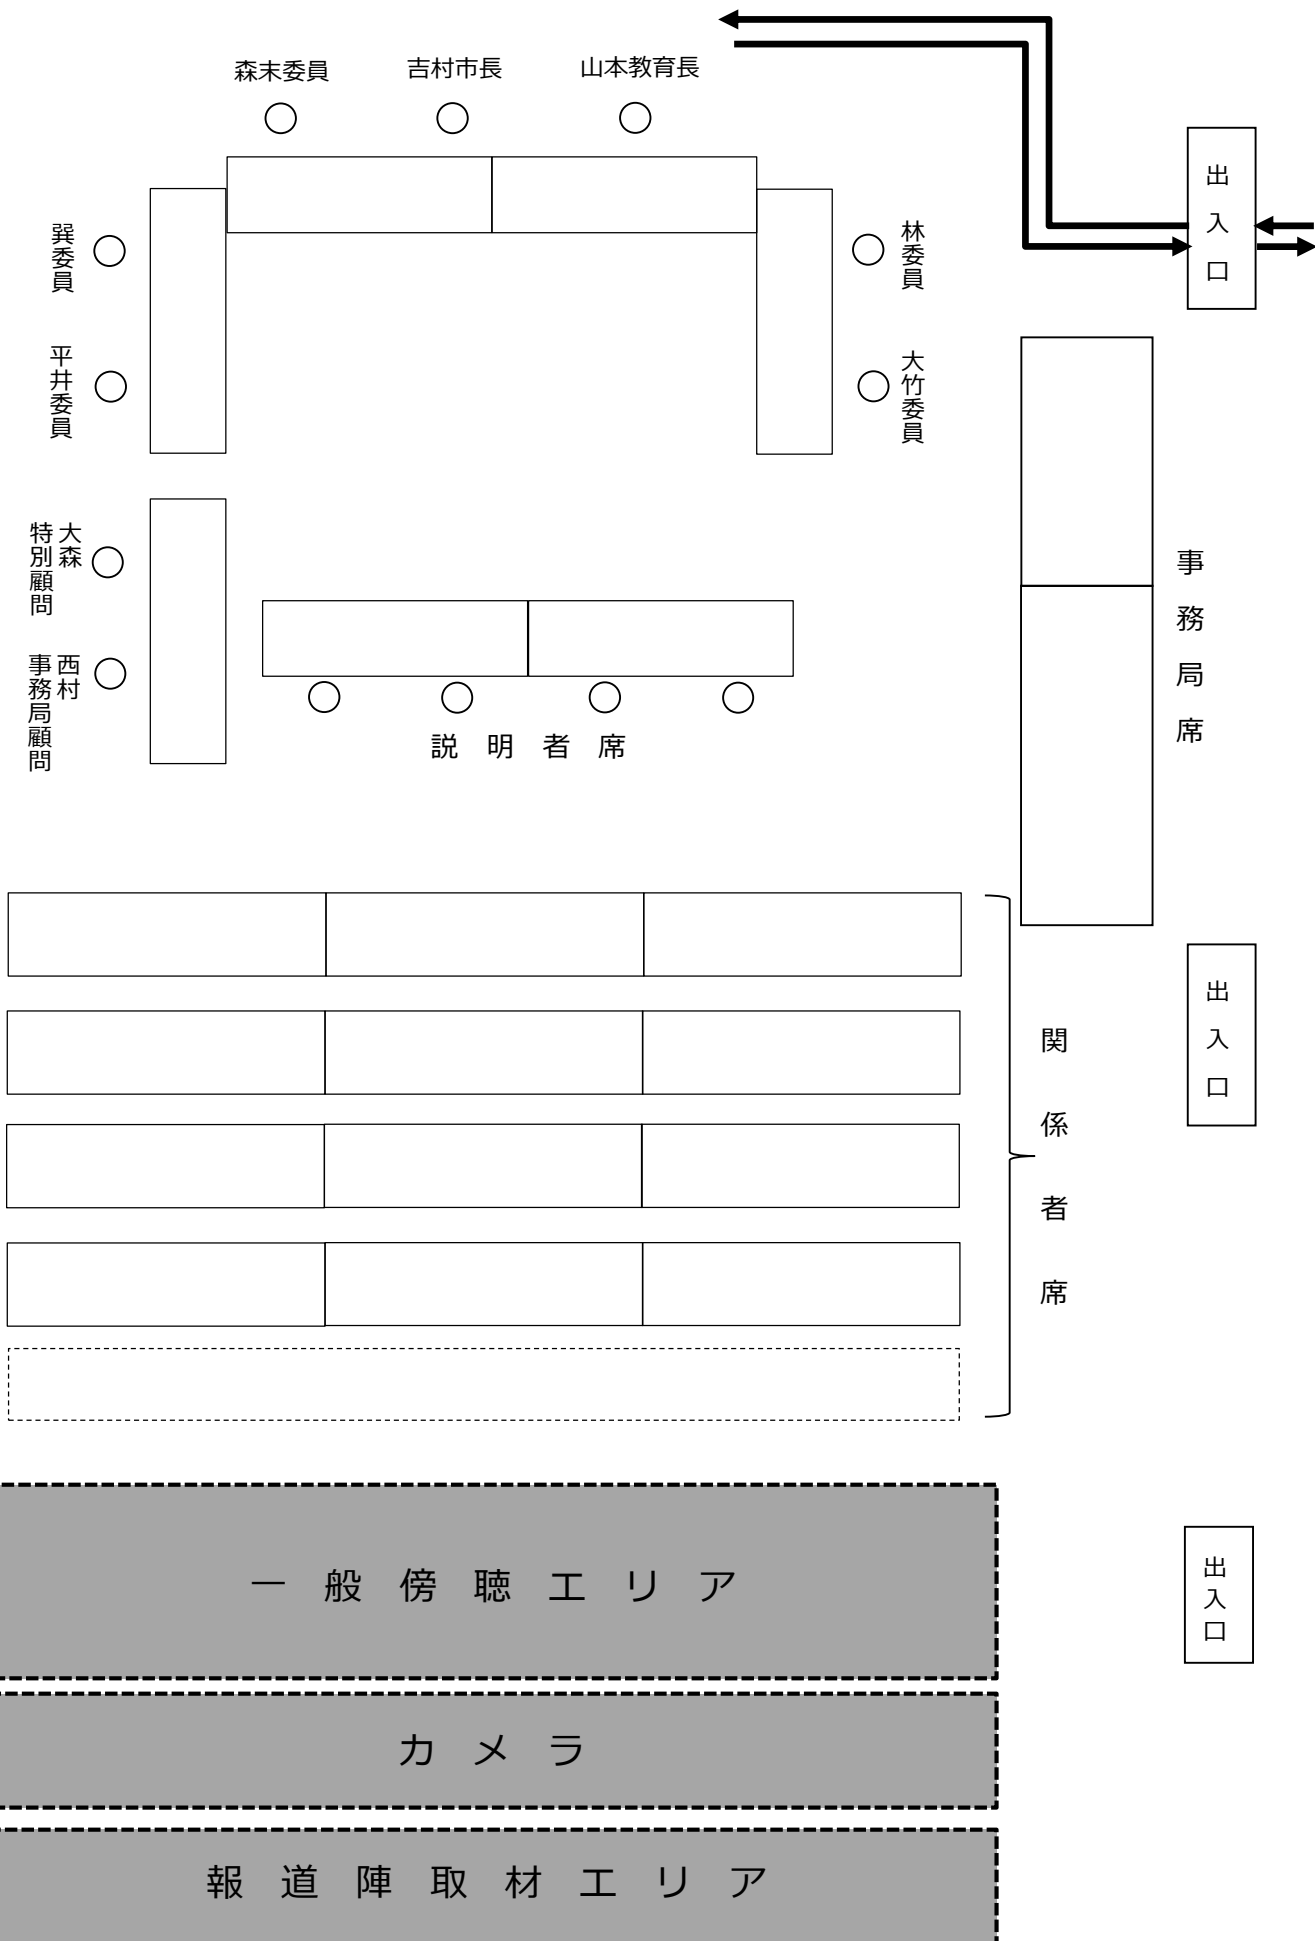 森末委員
吉村市長
山本教育長
出入口
巽委員
林委員
平井委員
大竹委員
大森
特別顧問
西村
事務局顧問
説明者席
事務局席
関係者席
出入口
一般傍聴エリア
出入口
カメラ
報道陣取材エリア